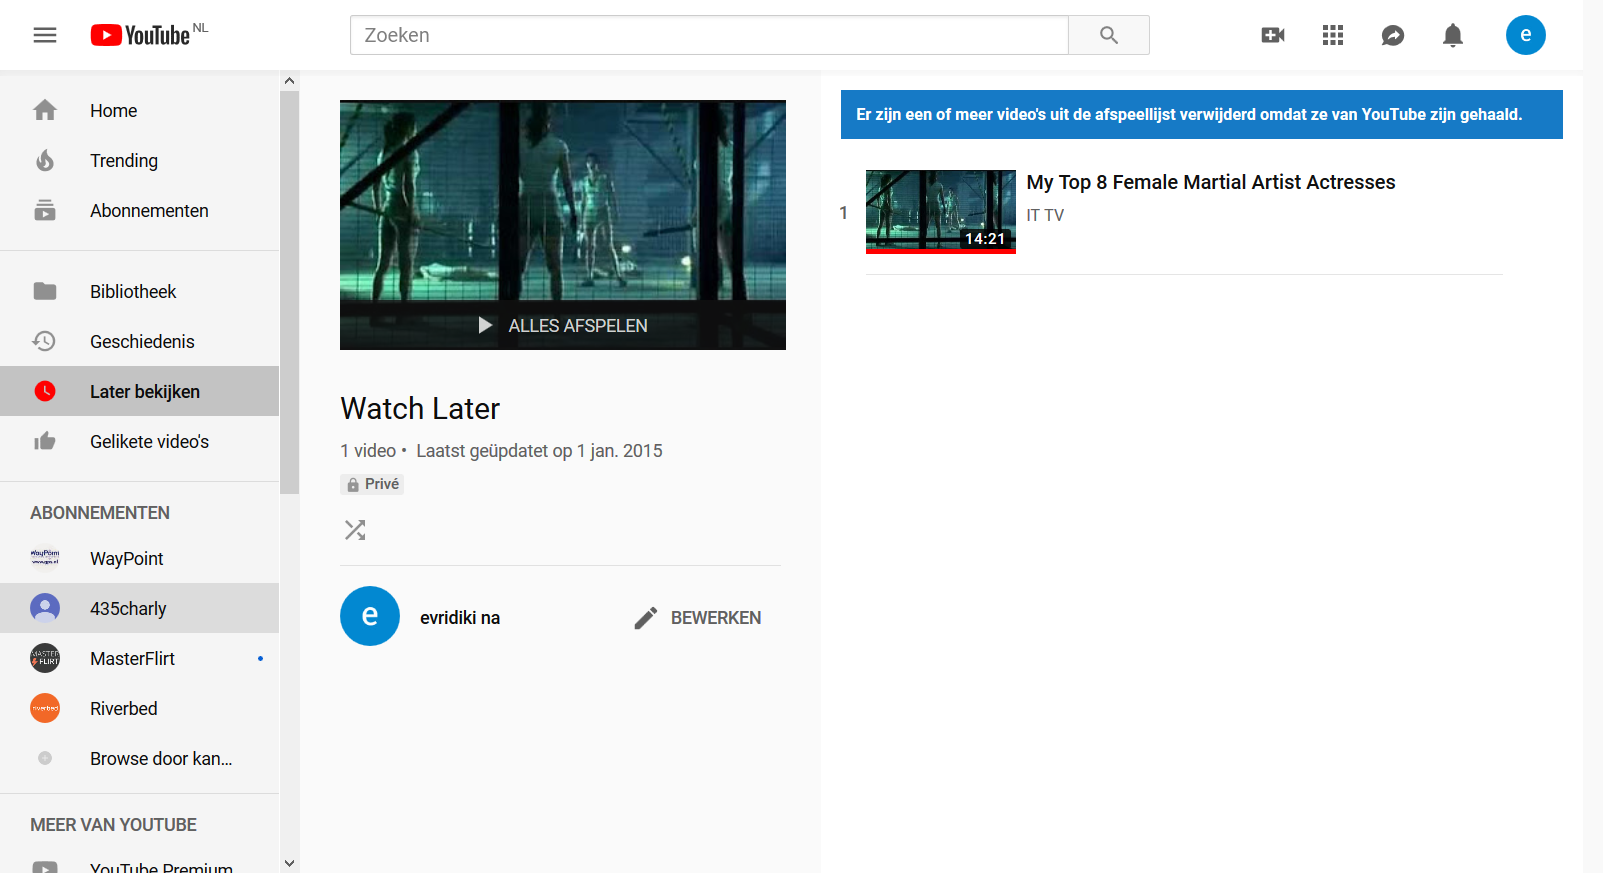 YouTube NL
Zoeken
e
Home
Trending
Abonnementen
Bibliotheek
Geschiedenis
Later bekijken
Gelikete video's
ABONNEMENTEN
WayPoint
435charly
MASTER FLIRT
MasterFlirt
riverbed
Riverbed
Browse door kan...
MEER VAN YOUTUBE
YouTube Premium
ALLES AFSPELEN
Watch Later
1 video • Laatst geüpdatet op 1 jan. 2015
Privé
e
evridiki na
BEWERKEN
Er zijn een of meer video's uit de afspeellijst verwijderd omdat ze van YouTube zijn gehaald.
1
14:21
My Top 8 Female Martial Artist Actresses
IT TV